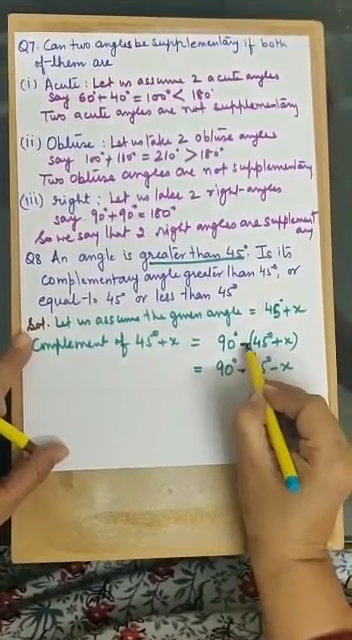 Q7. Can two angles be supplementary if both
of them are
(i) Acute : Let us assume 2 acute angles
say 60° + 40° = 100° < 180°
Two acute angles are not supplementary
(ii) Obtuse : Let us take 2 obtuse angles
say 100° + 110° = 210° > 180°
Two obtuse angles are not supplementary
(iii) right : Let us take 2 right-angles
say 90° + 90° = 180°
So we say that 2 right angles are supplement
ary
Q8 An angle is greater than 45°. Is its
complementary angle greater than 45°, or
equal to 45° or less than 45°
Sol. Let us assume the given angle = 45° + x
Complement of 45° + x = 90° - (45° + x)
= 90° - 5° - x